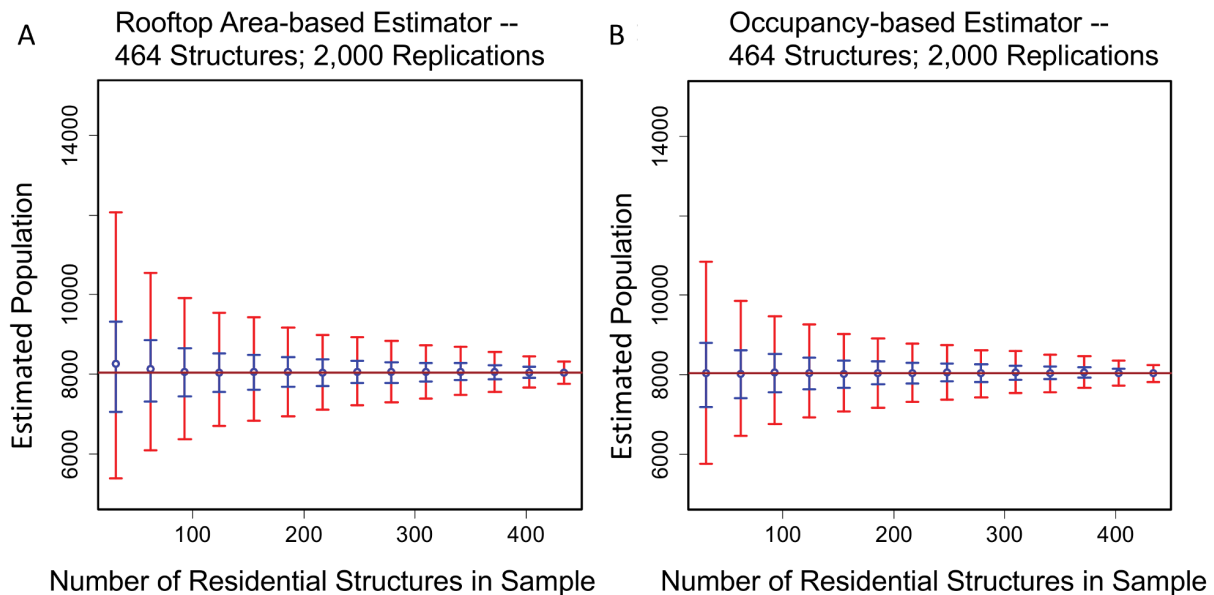 A
Rooftop Area-based Estimator --
464 Structures; 2,000 Replications
Estimated Population
14000
10000
8000
6000
100
200
300
400
Number of Residential Structures in Sample
B
Occupancy-based Estimator --
464 Structures; 2,000 Replications
Estimated Population
14000
10000
8000
6000
100
200
300
400
Number of Residential Structures in Sample